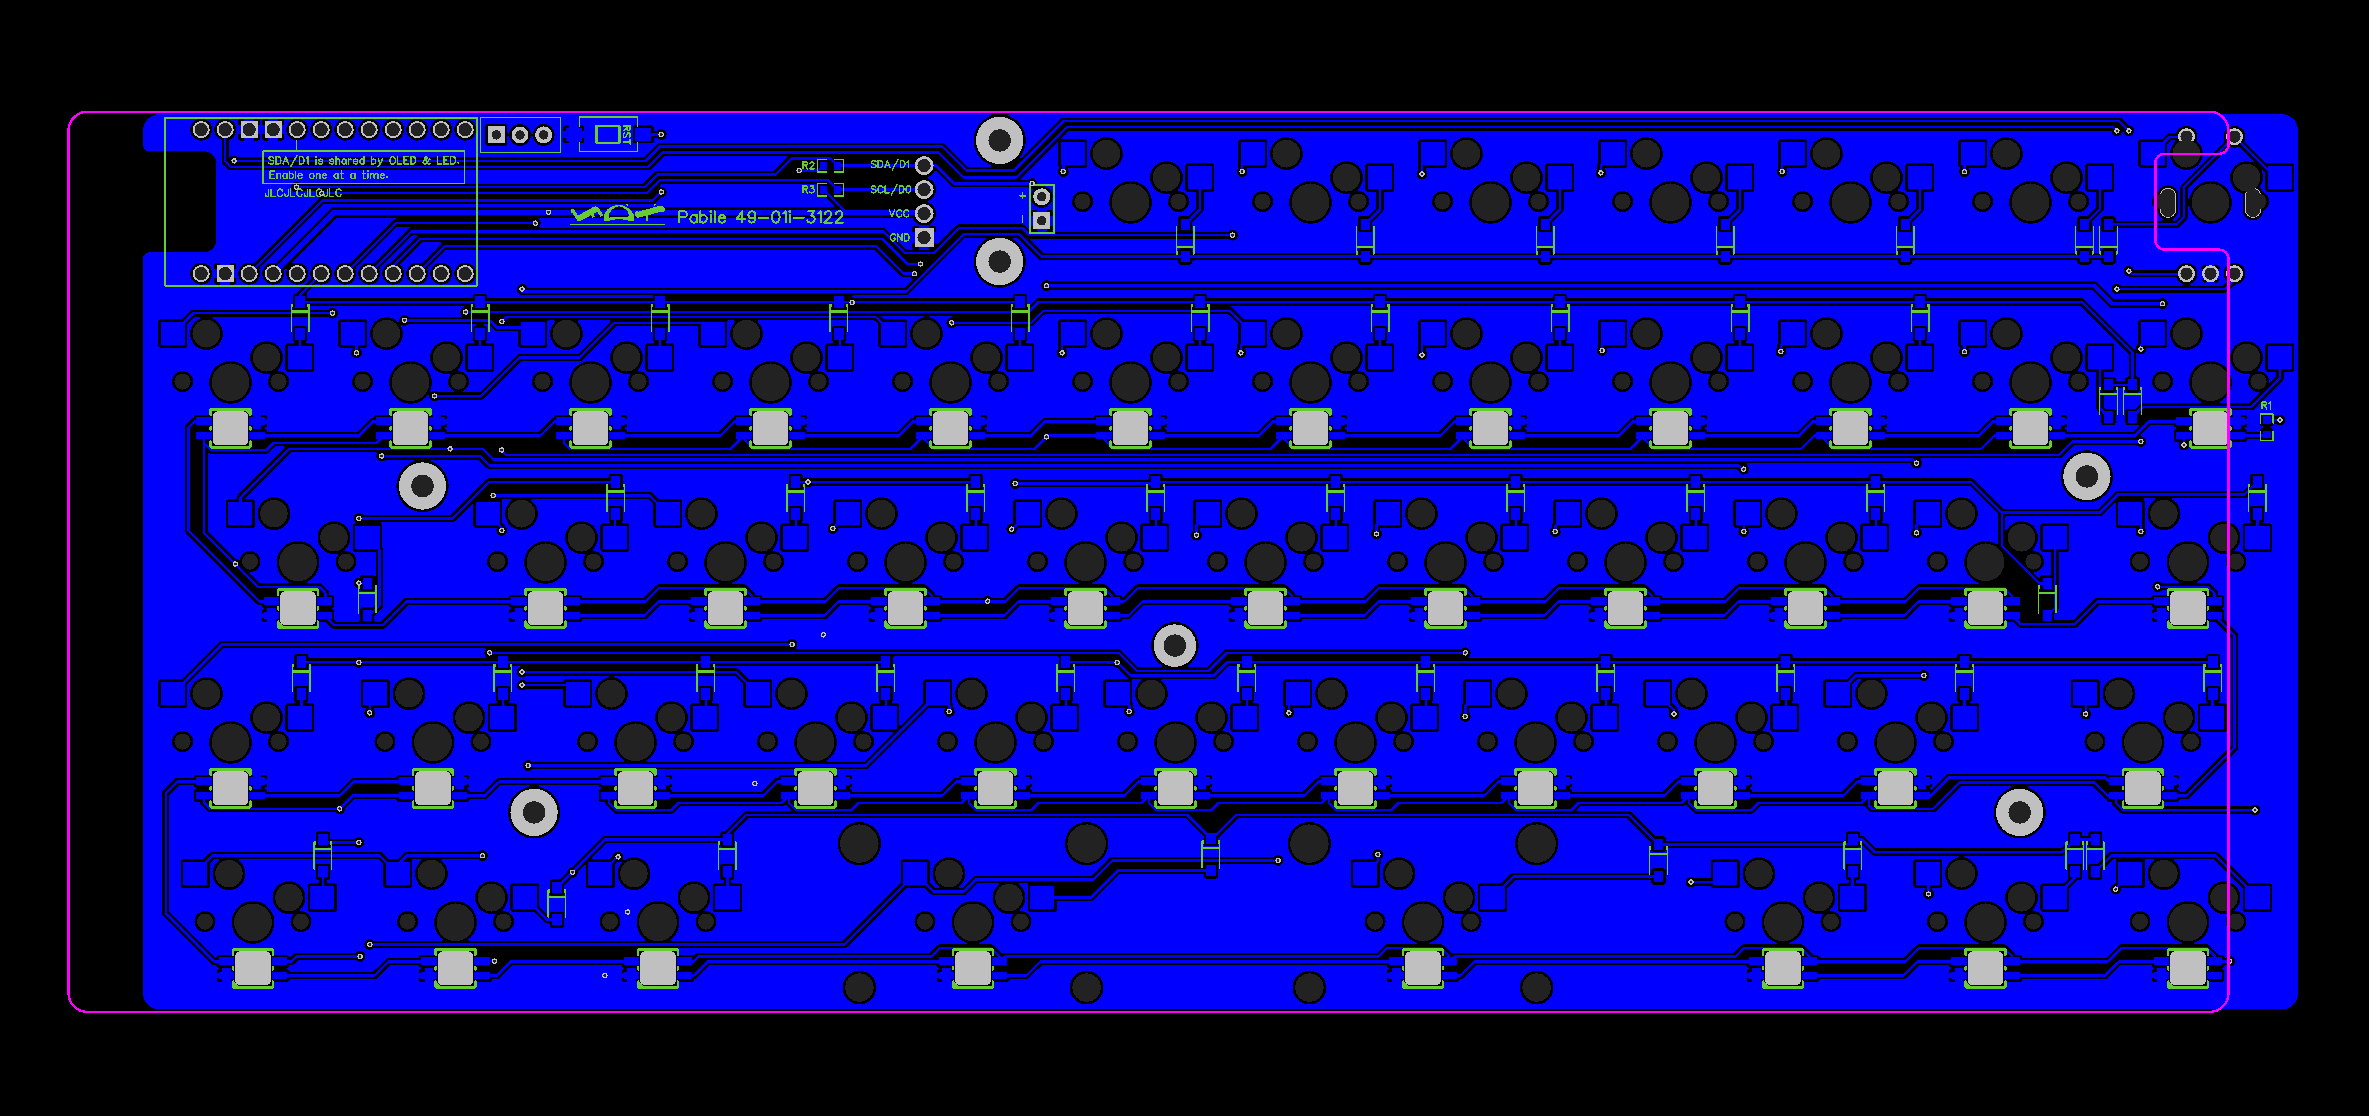 RST
SDA/D1 is shared by OLED & LED.
Enable one at a time.
JLCJLCJLCJLC
R2
SDA/D1
R3
SCL/D0
VCC
Pabile 49-01i-3122
GND
+
-
R1